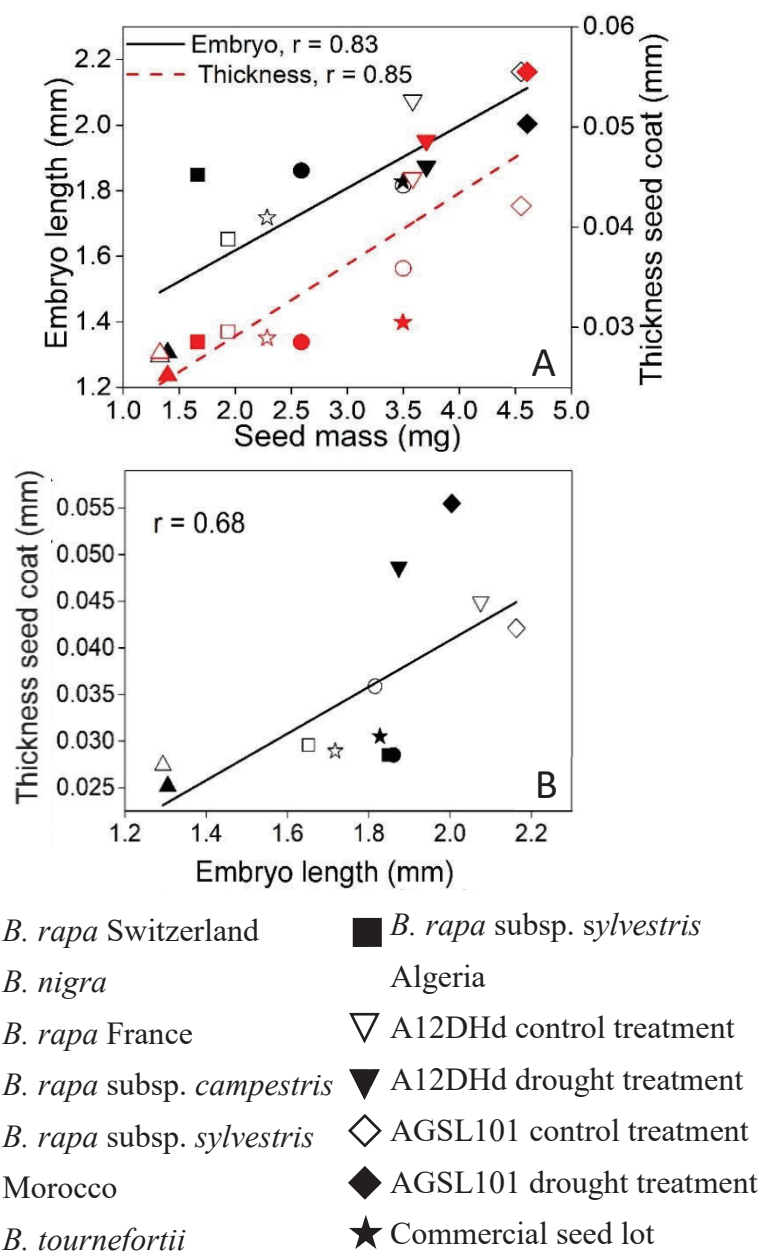 Embryo, r = 0.83
Thickness, r = 0.85
Embryo length (mm)
2.2
2.0
1.8
1.6
1.4
1.2
Thickness seed coat (mm)
0.06
0.05
0.04
0.03
A
1.0 1.5 2.0 2.5 3.0 3.5 4.0 4.5 5.0
Seed mass (mg)
r = 0.68
Thickness seed coat (mm)
0.055
0.050
0.045
0.040
0.035
0.030
0.025
B
1.2 1.4 1.6 1.8 2.0 2.2
Embryo length (mm)
B. rapa Switzerland
B. nigra
B. rapa France
B. rapa subsp. campestris
B. rapa subsp. sylvestris
Morocco
B. tournefortii
B. rapa subsp. sylvestris
Algeria
A12DHd control treatment
A12DHd drought treatment
AGSL101 control treatment
AGSL101 drought treatment
Commercial seed lot